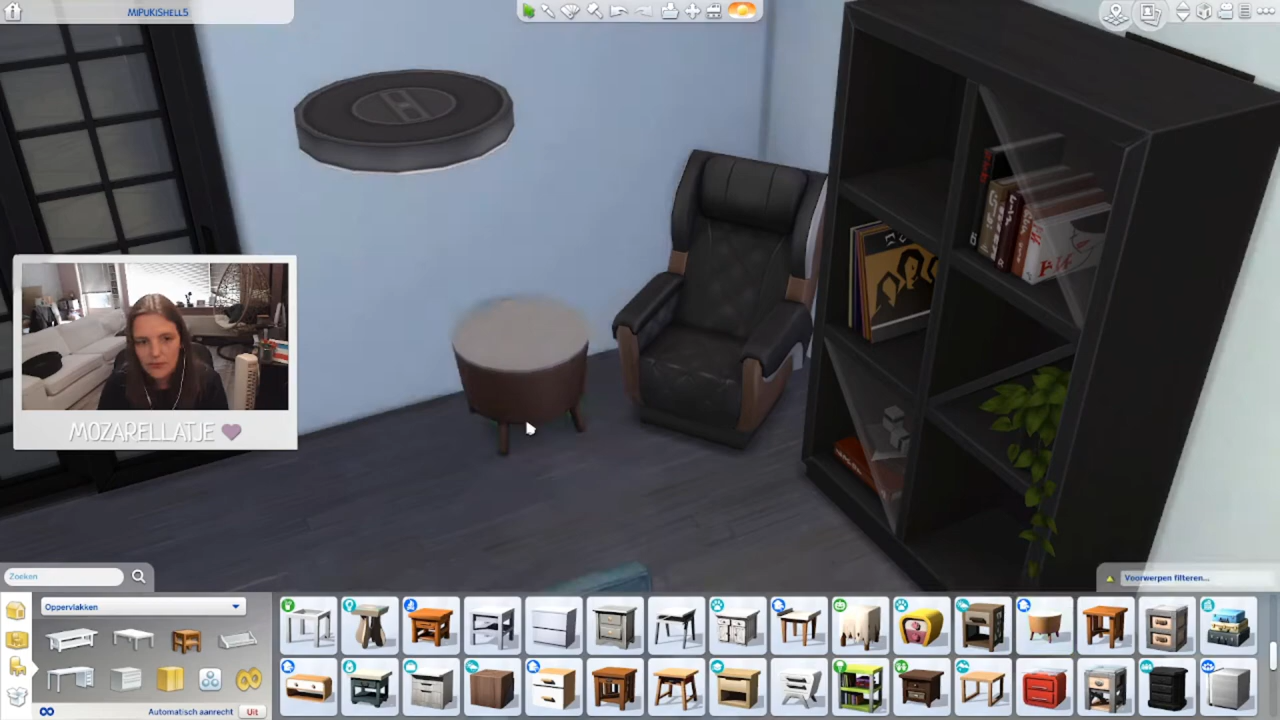 MiPUKiSHell5
MOZARELLATJE
Zoeken
Voorwerpen filteren...
Oppervlakken
Automatisch aanrecht
Uit